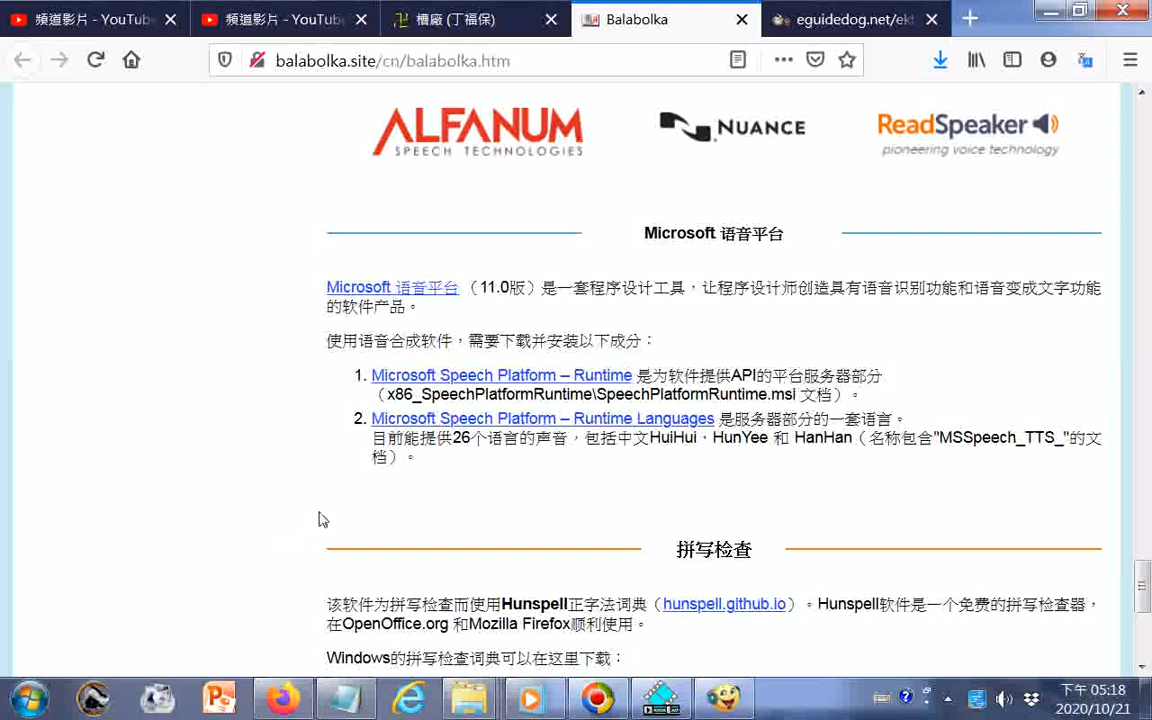 頻道影片 - YouTube
頻道影片 - YouTube
槽廠 (丁福保)
Balabolka
eguidedog.net/ek
balabolka.site/cn/balabolka.htm
ALFANUM
SPEECH TECHNOLOGIES
NUANCE
ReadSpeaker
pioneering voice technology
Microsoft 语音平台
Microsoft 语音平台（11.0版）是一套程序设计工具，让程序设计师创造具有语音识别功能和语音变成文字功能
的软件产品。
使用语音合成软件，需要下载并安装以下成分：
1. Microsoft Speech Platform – Runtime 是为软件提供API的平台服务器部分
（x86_SpeechPlatformRuntime\SpeechPlatformRuntime.msi 文档）。
2. Microsoft Speech Platform – Runtime Languages 是服务器部分的一套语言。
目前能提供26个语言的声音，包括中文HuiHui、HunYee 和 HanHan（名称包含"MSSpeech_TTS_"的文
档）。
拼写检查
该软件为拼写检查而使用Hunspell正字法词典（hunspell.github.io）。Hunspell软件是一个免费的拼写检查器，
在OpenOffice.org 和Mozilla Firefox顺利使用。
Windows的拼写检查词典可以在这里下载：
下午 05:18
2020/10/21